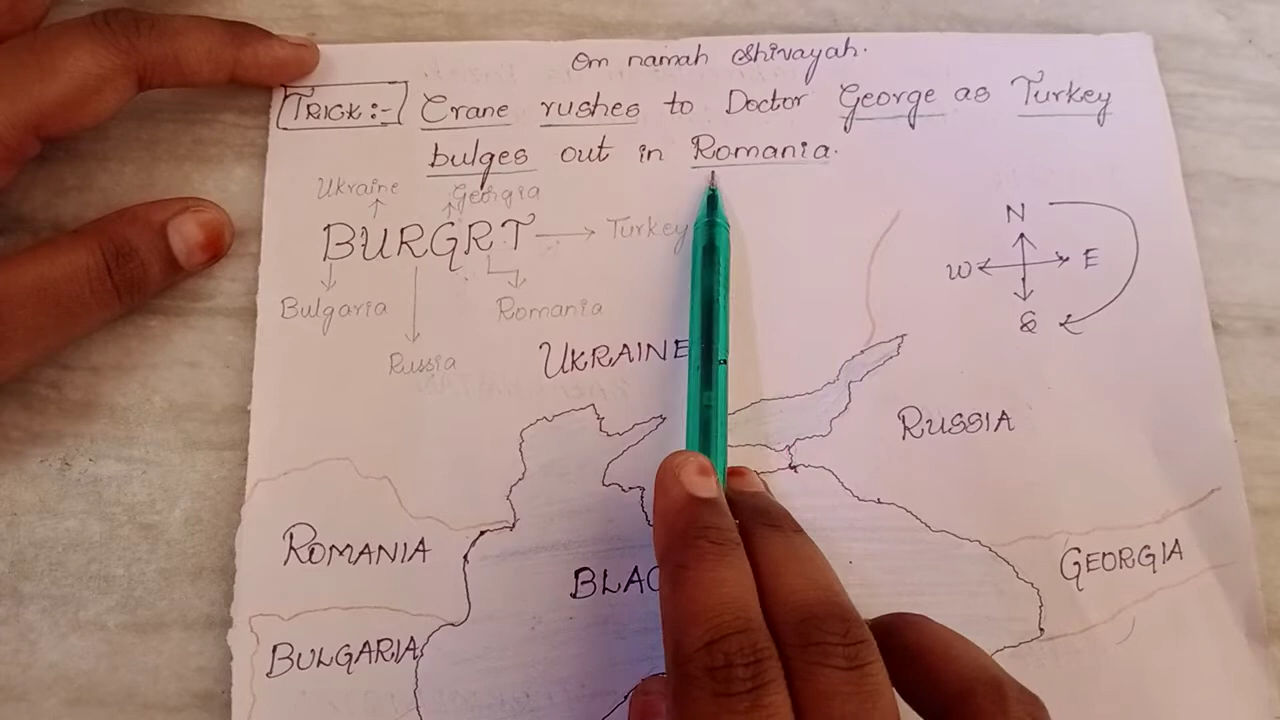 Om namah Shivayah.
TRICK:- Crane rushes to Doctor George as Turkey
bulges out in Romania.
Ukraine Georgia
BURGRT Turkey
Bulgaria Romania
Russia
N
W E
S
UKRAINE
RUSSIA
ROMANIA
GEORGIA
BLAC
BULGARIA